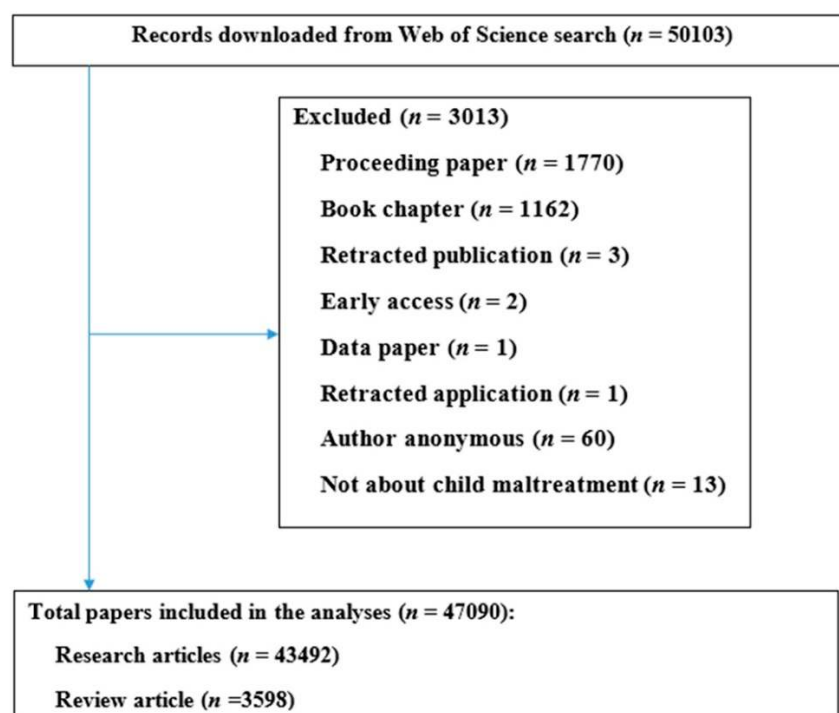 Records downloaded from Web of Science search (n = 50103)
Excluded (n = 3013)
Proceeding paper (n = 1770)
Book chapter (n = 1162)
Retracted publication (n = 3)
Early access (n = 2)
Data paper (n = 1)
Retracted application (n = 1)
Author anonymous (n = 60)
Not about child maltreatment (n = 13)
Total papers included in the analyses (n = 47090):
Research articles (n = 43492)
Review article (n =3598)